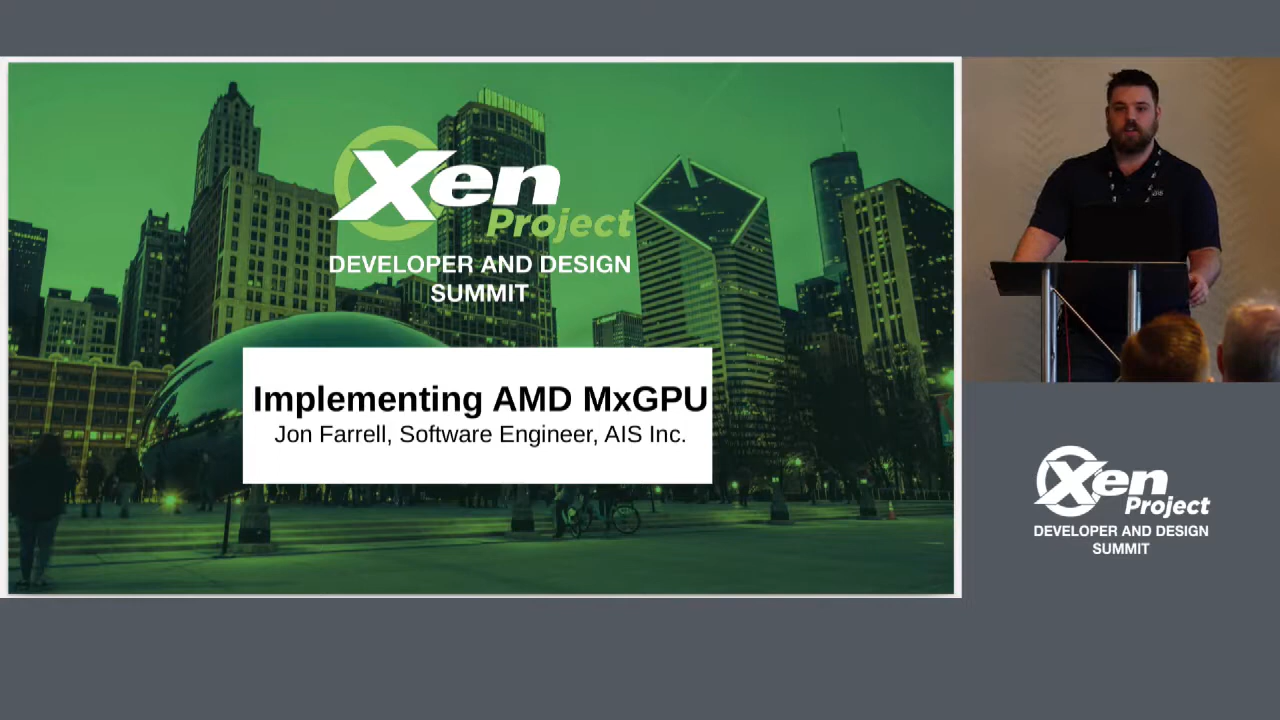 Xen
Project
DEVELOPER AND DESIGN
SUMMIT
Implementing AMD MxGPU
Jon Farrell, Software Engineer, AIS Inc.
Xen
Project
DEVELOPER AND DESIGN
SUMMIT